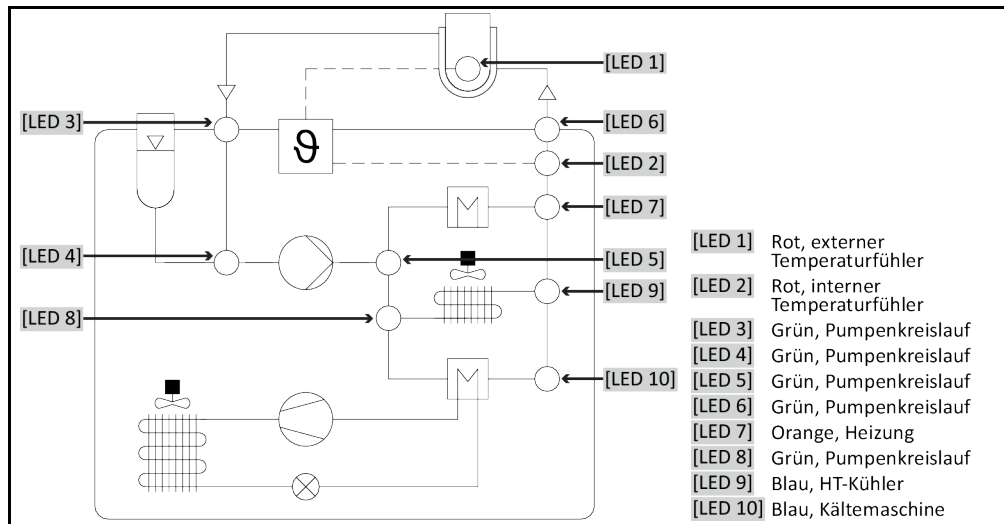 [LED 1]
[LED 3]
[LED 6]
ϑ
[LED 2]
[LED 7]
[LED 4]
[LED 5]
[LED 9]
[LED 8]
[LED 10]
[LED 1] Rot, externer
Temperaturfühler
[LED 2] Rot, interner
Temperaturfühler
[LED 3] Grün, Pumpenkreislauf
[LED 4] Grün, Pumpenkreislauf
[LED 5] Grün, Pumpenkreislauf
[LED 6] Grün, Pumpenkreislauf
[LED 7] Orange, Heizung
[LED 8] Grün, Pumpenkreislauf
[LED 9] Blau, HT-Kühler
[LED 10] Blau, Kältemaschine